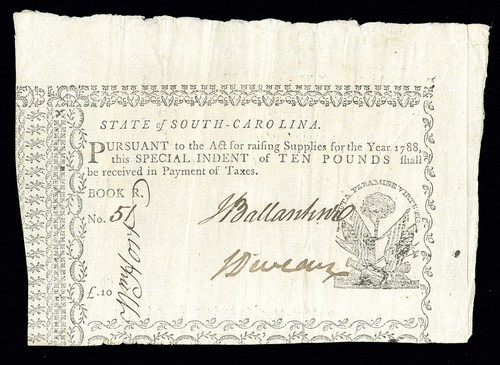 STATE of SOUTH-CAROLINA.
PURSUANT to the Act for raising Supplies for the Year 1788,
this SPECIAL INDENT of TEN POUNDS shall
be received in Payment of Taxes.
BOOK R.
No. 51
JBallantine
£.10